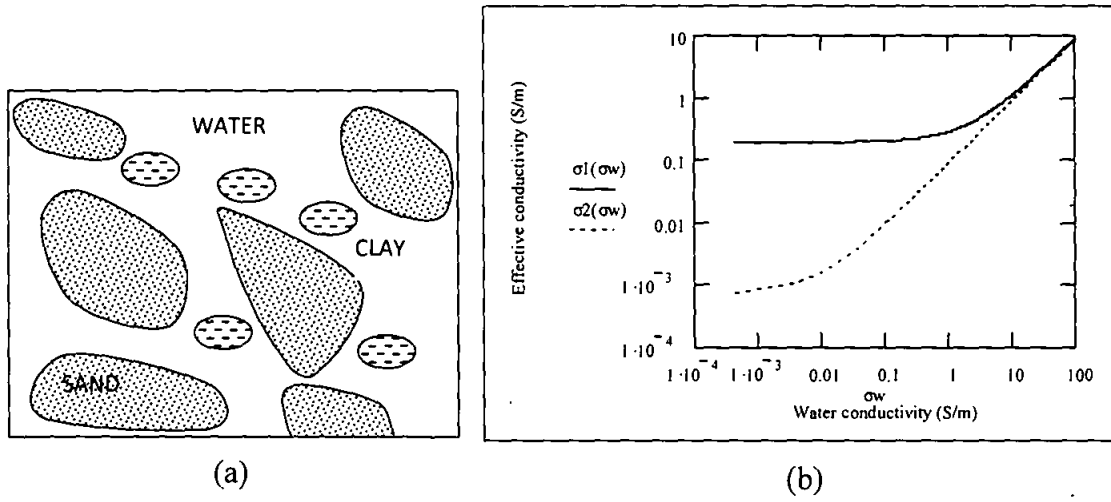 WATER
CLAY
SAND
(a)
Effective conductivity (S/m)
10
1
0.1
0.01
1·10⁻³
1·10⁻⁴
σ1(σw)
σ2(σw)
1·10⁻⁴ 1·10⁻³ 0.01 0.1 1 10 100
σw
Water conductivity (S/m)
(b)